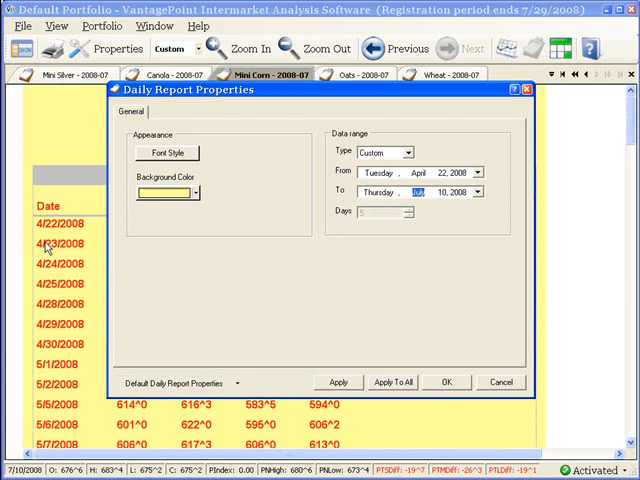 Default Portfolio - VantagePoint Intermarket Analysis Software (Registration period ends 7/29/2008)
File View Portfolio Window Help
Properties Custom Zoom In Zoom Out Previous Next
Mini Silver - 2008-07 Canola - 2008-07 Mini Corn - 2008-07 Oats - 2008-07 Wheat - 2008-07
Daily Report Properties
General
Appearance
Font Style
Background Color
Data range
Type Custom
From Tuesday , April 22, 2008
To Thursday , July 10, 2008
Days 5
Date
4/22/2008
4/23/2008
4/24/2008
4/25/2008
4/28/2008
4/29/2008
4/30/2008
5/1/2008
5/2/2008
5/5/2008 614^0 616^3 583^5 594^0
5/6/2008 601^0 622^0 595^0 606^2
5/7/2008 606^0 617^3 606^0 613^0
Default Daily Report Properties Apply Apply To All OK Cancel
7/10/2008 O: 676^6 H: 683^4 L: 675^2 C: 675^2 PIndex: 0.00 PNHigh: 680^6 PNLow: 673^4 PTSDiff: -19^7 PTMDiff: -26^3 PTLDiff: -19^1 Activated